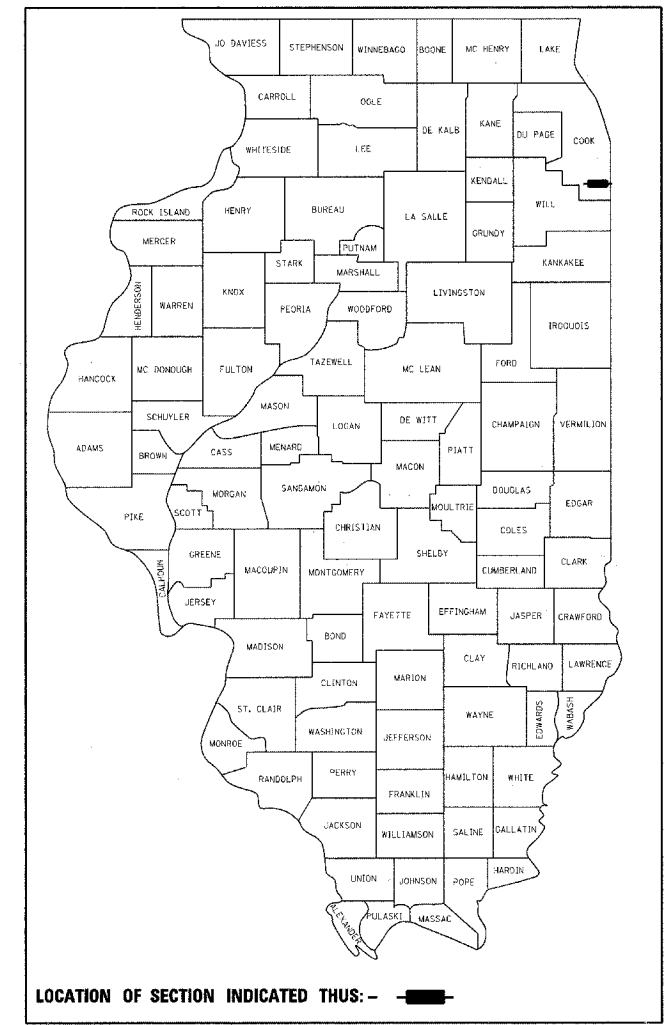 JO DAVIESS
STEPHENSON
WINNEBAGO
BOONE
MC HENRY
LAKE
CARROLL
OGLE
DE KALB
KANE
DU PAGE
COOK
WHITESIDE
LEE
KENDALL
WILL
ROCK ISLAND
HENRY
BUREAU
LA SALLE
GRUNDY
MERCER
PUTNAM
KANKAKEE
STARK
MARSHALL
HENDERSON
WARREN
KNOX
PEORIA
WOODFORD
LIVINGSTON
IROQUOIS
HANCOCK
MC DONOUGH
FULTON
TAZEWELL
MC LEAN
FORD
SCHUYLER
MASON
LOGAN
DE WITT
CHAMPAIGN
VERMILION
ADAMS
BROWN
CASS
MENARD
PIATT
MACON
MORGAN
SANGAMON
DOUGLAS
EDGAR
PIKE
SCOTT
MOULTRIE
CHRISTIAN
COLES
CALHOUN
GREENE
MACOUPIN
MONTGOMERY
SHELBY
CUMBERLAND
CLARK
JERSEY
FAYETTE
EFFINGHAM
JASPER
CRAWFORD
MADISON
BOND
CLAY
RICHLAND
LAWRENCE
CLINTON
MARION
ST. CLAIR
WAYNE
EDWARDS
WABASH
MONROE
WASHINGTON
JEFFERSON
RANDOLPH
PERRY
HAMILTON
WHITE
FRANKLIN
JACKSON
WILLIAMSON
SALINE
GALLATIN
UNION
JOHNSON
POPE
HARDIN
ALEXANDER
PULASKI
MASSAC
LOCATION OF SECTION INDICATED THUS:-